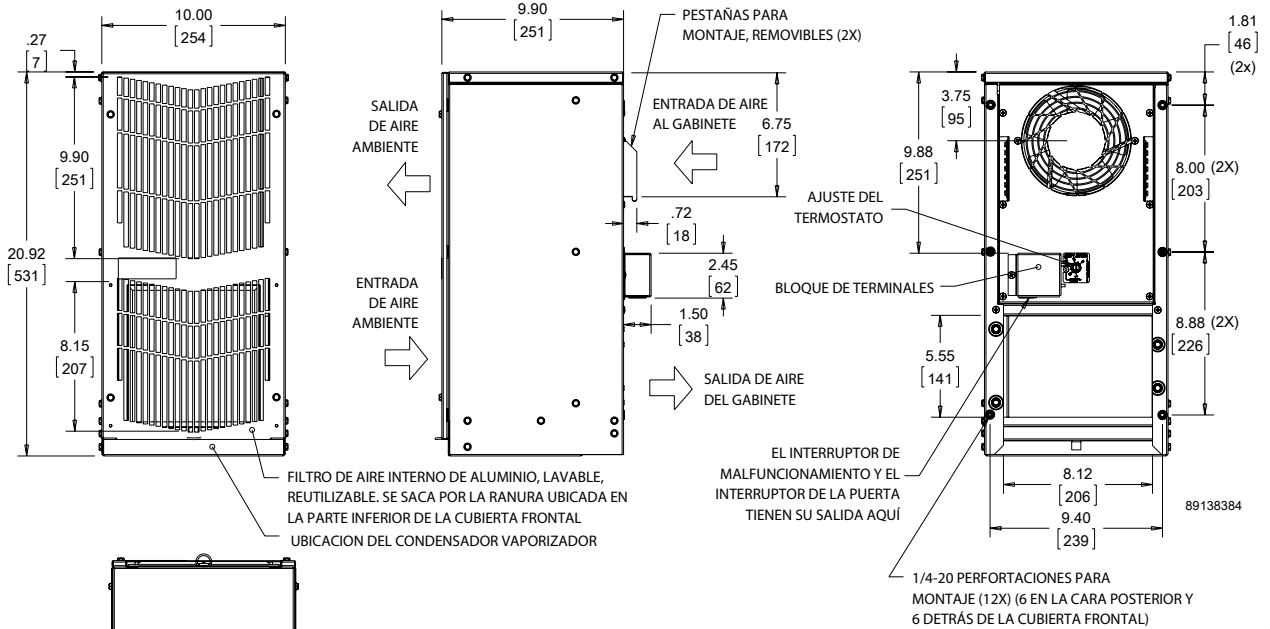 10.00
[254]
.27
7
9.90
[251]
20.92
[531]
8.15
[207]
FILTRO DE AIRE INTERNO DE ALUMINIO, LAVABLE,
REUTILIZABLE. SE SACA POR LA RANURA UBICADA EN
LA PARTE INFERIOR DE LA CUBIERTA FRONTAL
UBICACION DEL CONDENSADOR VAPORIZADOR
9.90
[251]
PESTAÑAS PARA
MONTAJE, REMOVIBLES (2X)
SALIDA
DE AIRE
AMBIENTE
ENTRADA DE AIRE
AL GABINETE
6.75
[172]
.72
[18]
ENTRADA
DE AIRE
AMBIENTE
2.45
[62]
1.50
[38]
SALIDA DE AIRE
DEL GABINETE
1.81
[46]
(2x)
3.75
[95]
9.88
[251]
8.00 (2X)
[203]
AJUSTE DEL
TERMOSTATO
BLOQUE DE TERMINALES
8.88 (2X)
[226]
5.55
[141]
EL INTERRUPTOR DE
MALFUNCIONAMIENTO Y EL
INTERRUPTOR DE LA PUERTA
TIENEN SU SALIDA AQUÍ
8.12
[206]
9.40
[239]
89138384
1/4-20 PERFORTACIONES PARA
MONTAJE (12X) (6 EN LA CARA POSTERIOR Y
6 DETRÁS DE LA CUBIERTA FRONTAL)